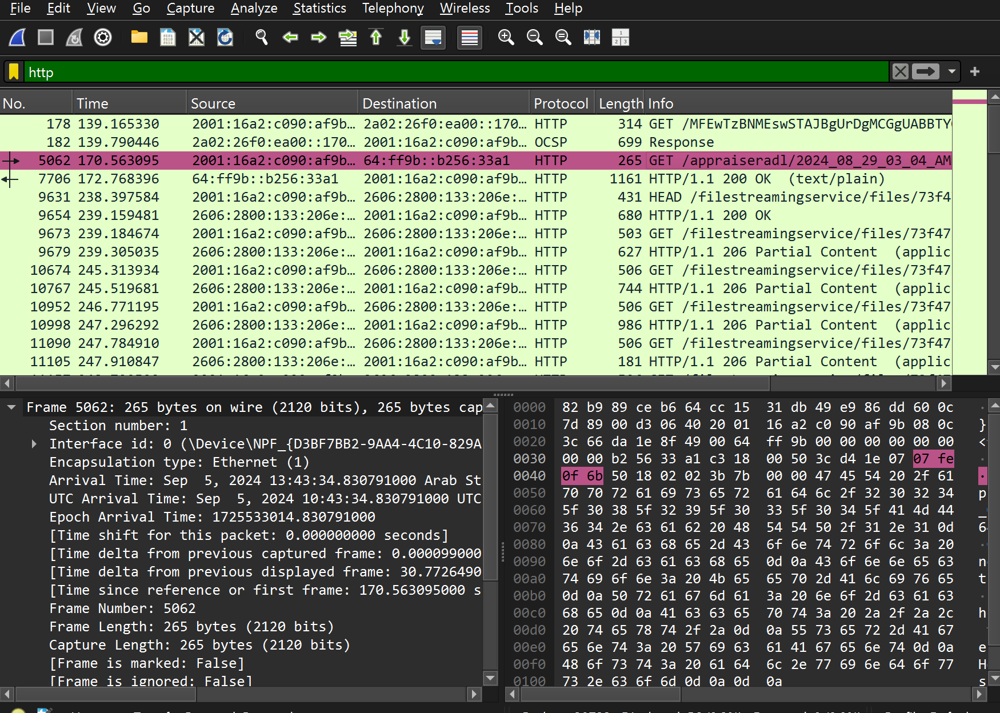 File Edit View Go Capture Analyze Statistics Telephony Wireless Tools Help
http
No. Time Source Destination Protocol Length Info
178 139.165330 2001:16a2:c090:af9b… 2a02:26f0:ea00::170… HTTP 314 GET /MFEwTzBNMEswSTAJBgUrDgMCGgUABBTY
182 139.790446 2a02:26f0:ea00::170… 2001:16a2:c090:af9b… OCSP 699 Response
5062 170.563095 2001:16a2:c090:af9b… 64:ff9b::b256:33a1 HTTP 265 GET /appraiseradl/2024_08_29_03_04_AM
7706 172.768396 64:ff9b::b256:33a1 2001:16a2:c090:af9b… HTTP 1161 HTTP/1.1 200 OK (text/plain)
9631 238.397584 2001:16a2:c090:af9b… 2606:2800:133:206e:… HTTP 431 HEAD /filestreamingservice/files/73f4
9654 239.159481 2606:2800:133:206e:… 2001:16a2:c090:af9b… HTTP 680 HTTP/1.1 200 OK
9673 239.184674 2001:16a2:c090:af9b… 2606:2800:133:206e:… HTTP 503 GET /filestreamingservice/files/73f47
9679 239.305035 2606:2800:133:206e:… 2001:16a2:c090:af9b… HTTP 627 HTTP/1.1 206 Partial Content (applic
10674 245.313934 2001:16a2:c090:af9b… 2606:2800:133:206e:… HTTP 506 GET /filestreamingservice/files/73f47
10767 245.519681 2606:2800:133:206e:… 2001:16a2:c090:af9b… HTTP 744 HTTP/1.1 206 Partial Content (applic
10952 246.771195 2001:16a2:c090:af9b… 2606:2800:133:206e:… HTTP 506 GET /filestreamingservice/files/73f47
10998 247.296292 2606:2800:133:206e:… 2001:16a2:c090:af9b… HTTP 986 HTTP/1.1 206 Partial Content (applic
11090 247.784910 2001:16a2:c090:af9b… 2606:2800:133:206e:… HTTP 506 GET /filestreamingservice/files/73f47
11105 247.910847 2606:2800:133:206e:… 2001:16a2:c090:af9b… HTTP 181 HTTP/1.1 206 Partial Content (applic
Frame 5062: 265 bytes on wire (2120 bits), 265 bytes cap
Section number: 1
Interface id: 0 (\Device\NPF_{D3BF7BB2-9AA4-4C10-829A
Encapsulation type: Ethernet (1)
Arrival Time: Sep 5, 2024 13:43:34.830791000 Arab St
UTC Arrival Time: Sep 5, 2024 10:43:34.830791000 UTC
Epoch Arrival Time: 1725533014.830791000
[Time shift for this packet: 0.000000000 seconds]
[Time delta from previous captured frame: 0.000099000
[Time delta from previous displayed frame: 30.7726490
[Time since reference or first frame: 170.563095000 s
Frame Number: 5062
Frame Length: 265 bytes (2120 bits)
Capture Length: 265 bytes (2120 bits)
[Frame is marked: False]
[Frame is ignored: False]
0000 82 b9 89 ce b6 64 cc 15 31 db 49 e9 86 dd 60 0c ·
0010 7d 89 00 d3 06 40 20 01 16 a2 c0 90 af 9b 08 0c }
0020 3c 66 da 1e 8f 49 00 64 ff 9b 00 00 00 00 00 00 <
0030 00 00 b2 56 33 a1 c3 18 00 50 3c d4 1e 07 07 fe ·
0040 0f 6b 50 18 02 02 3b 7b 00 00 47 45 54 20 2f 61 ·
0050 70 70 72 61 69 73 65 72 61 64 6c 2f 32 30 32 34 p
0060 5f 30 38 5f 32 39 5f 30 33 5f 30 34 5f 41 4d 44 _
0070 36 34 2e 63 61 62 20 48 54 54 50 2f 31 2e 31 0d 6
0080 0a 43 61 63 68 65 2d 43 6f 6e 74 72 6f 6c 3a 20 ·
0090 6e 6f 2d 63 61 63 68 65 0d 0a 43 6f 6e 6e 65 63 n
00a0 74 69 6f 6e 3a 20 4b 65 65 70 2d 41 6c 69 76 65 t
00b0 0d 0a 50 72 61 67 6d 61 3a 20 6e 6f 2d 63 61 63 ·
00c0 68 65 0d 0a 41 63 63 65 70 74 3a 20 2a 2f 2a 2c h
00d0 20 74 65 78 74 2f 2a 0d 0a 55 73 65 72 2d 41 67
00e0 65 6e 74 3a 20 57 69 63 61 41 67 65 6e 74 0d 0a e
00f0 48 6f 73 74 3a 20 61 64 6c 2e 77 69 6e 64 6f 77 H
0100 73 2e 63 6f 6d 0d 0a 0d 0a s